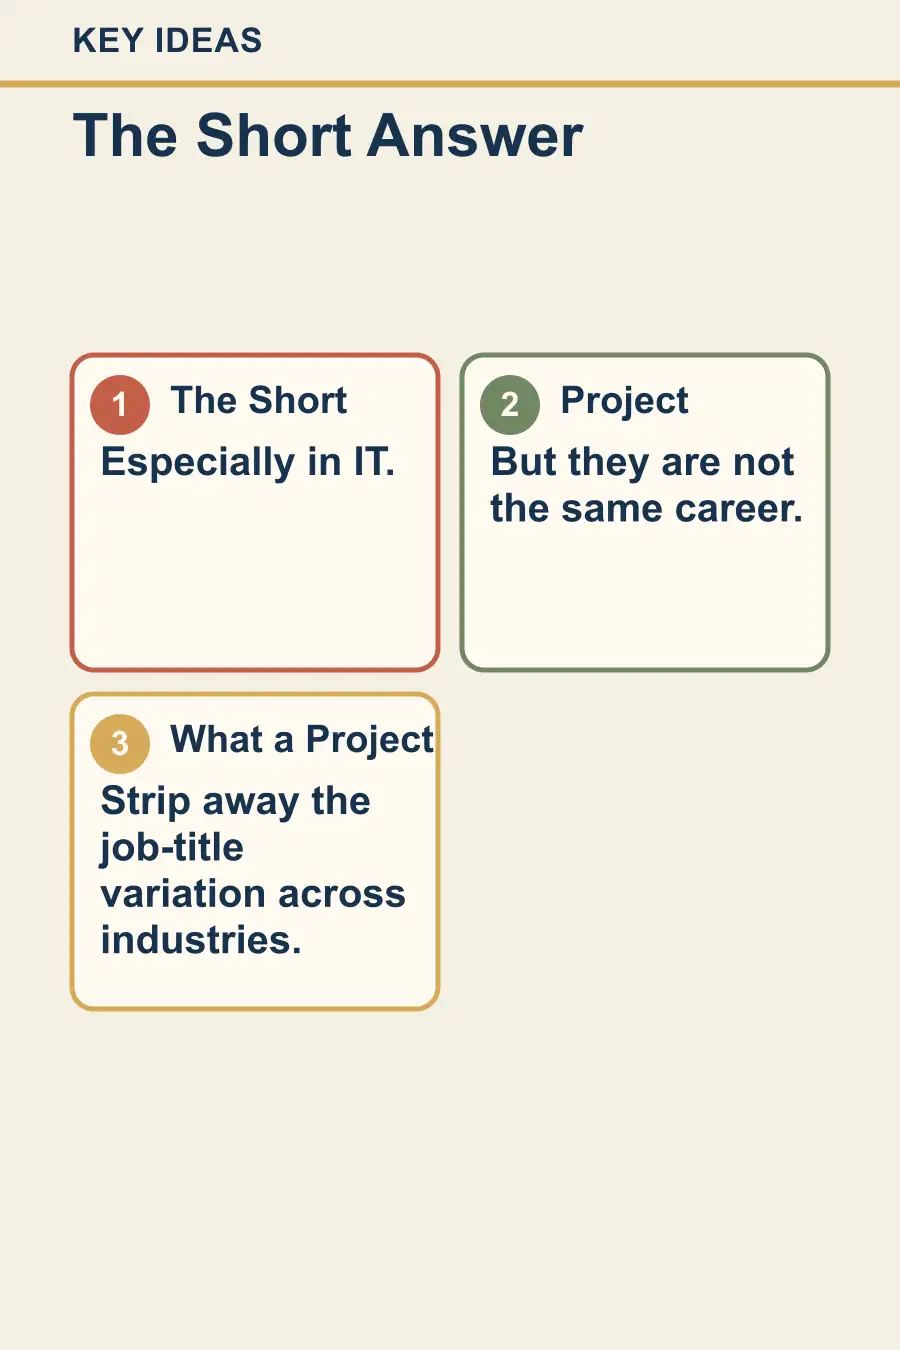 KEY IDEAS
The Short Answer
1 The Short
Especially in IT.
2 Project
But they are not
the same career.
3 What a Project
Strip away the
job-title
variation across
industries.